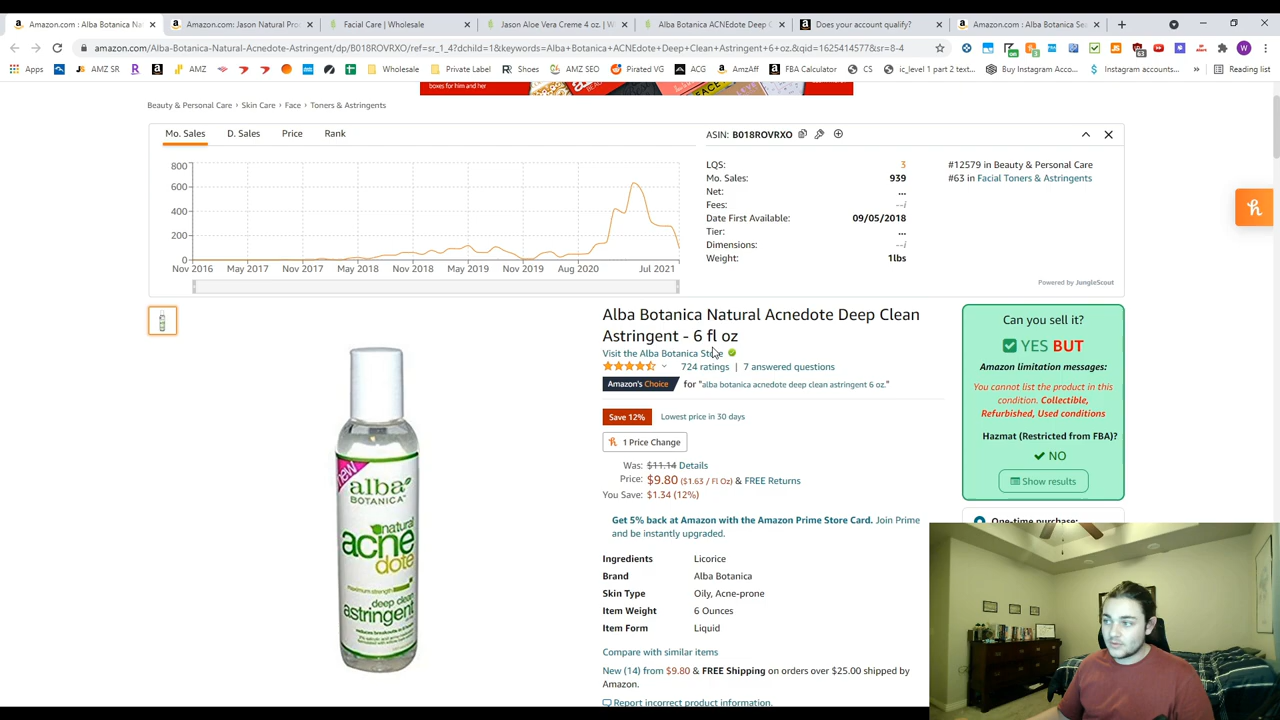 Amazon.com : Alba Botanica Nat
Amazon.com: Jason Natural Pro
Facial Care | Wholesale
Jason Aloe Vera Creme 4 oz. | W
Alba Botanica ACNEdote Deep C
Does your account qualify?
Amazon.com : Alba Botanica Se
amazon.com/Alba-Botanica-Natural-Acnedote-Astringent/dp/B018ROVRXO/ref=sr_1_4?dchild=1&keywords=Alba+Botanica+ACNEdote+Deep+Clean+Astringent+6+oz.&qid=1625414577&sr=8-4
Apps AMZ SR AMZ Wholesale Private Label Shoes AMZ SEO Pirated VG ACG AmzAff FBA Calculator CS ic_level 1 part 2 text... Buy Instagram Acco... Instagram accounts... » Reading list
boxes for him and her
Beauty & Personal Care › Skin Care › Face › Toners & Astringents
Mo. Sales D. Sales Price Rank
800
600
400
200
0
Nov 2016 May 2017 Nov 2017 May 2018 Nov 2018 May 2019 Nov 2019 Aug 2020 Jul 2021
ASIN: B018ROVRXO
LQS: 3
Mo. Sales: 939
Net: ...
Fees: --i
Date First Available: 09/05/2018
Tier: ...
Dimensions: --i
Weight: 1lbs
#12579 in Beauty & Personal Care
#63 in Facial Toners & Astringents
Powered by JungleScout
Alba Botanica Natural Acnedote Deep Clean
Astringent - 6 fl oz
Visit the Alba Botanica Store
724 ratings | 7 answered questions
Amazon's Choice for "alba botanica acnedote deep clean astringent 6 oz."
Save 12% Lowest price in 30 days
1 Price Change
Was: $11.14 Details
Price: $9.80 ($1.63 / Fl Oz) & FREE Returns
You Save: $1.34 (12%)
Get 5% back at Amazon with the Amazon Prime Store Card. Join Prime
and be instantly upgraded.
Ingredients Licorice
Brand Alba Botanica
Skin Type Oily, Acne-prone
Item Weight 6 Ounces
Item Form Liquid
Compare with similar items
New (14) from $9.80 & FREE Shipping on orders over $25.00 shipped by
Amazon.
Report incorrect product information.
Can you sell it?
YES BUT
Amazon limitation messages:
You cannot list the product in this
condition. Collectible,
Refurbished, Used conditions
Hazmat (Restricted from FBA)?
NO
Show results
One-time purchase:
new
alba
BOTANICA
natural
acne
dote
maximum strength
deep clean
astringent